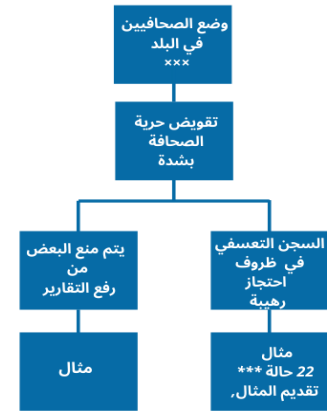 وضع الصحافيين
في البلد
×××
تقويض حرية
الصحافة
بشدة
يتم منع البعض
من
رفع التقارير
السجن التعسفي
في ظروف
احتجاز
رهيبة
مثال
مثال
22 حالة ***
تقديم المثال,